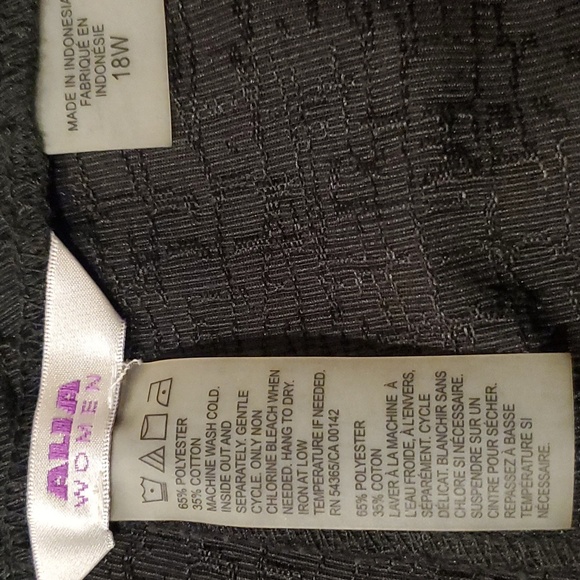 MADE IN INDONESIA
FABRIQUÉ EN
INDONÉSIE
18W
ALIA
WOMEN
65% POLYESTER
35% COTTON
MACHINE WASH COLD.
INSIDE OUT AND
SEPARATELY. GENTLE
CYCLE. ONLY NON
CHLORINE BLEACH WHEN
NEEDED. HANG TO DRY.
IRON AT LOW
TEMPERATURE IF NEEDED.
RN 54365/CA 00142
65% POLYESTER
35% COTON
LAVER À LA MACHINE À
L'EAU FROIDE, À L'ENVERS,
SÉPAREMENT. CYCLE
DÉLICAT. BLANCHIR SANS
CHLORE SI NÉCESSAIRE.
SUSPENDRE SUR UN
CINTRE POUR SÉCHER.
REPASSEZ À BASSE
TEMPÉRATURE SI
NÉCESSAIRE.